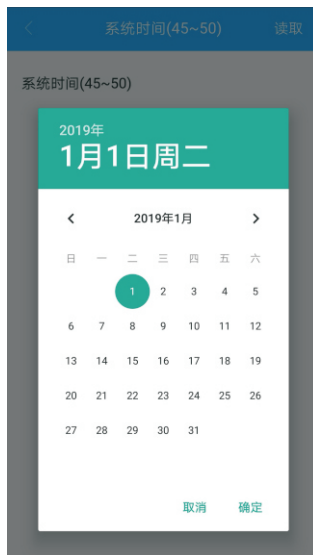 系统时间(45~50) 读取
系统时间(45~50)
2019年
1月1日周二
2019年1月
日 一 二 三 四 五 六
1 2 3 4 5
6 7 8 9 10 11 12
13 14 15 16 17 18 19
20 21 22 23 24 25 26
27 28 29 30 31
取消 确定